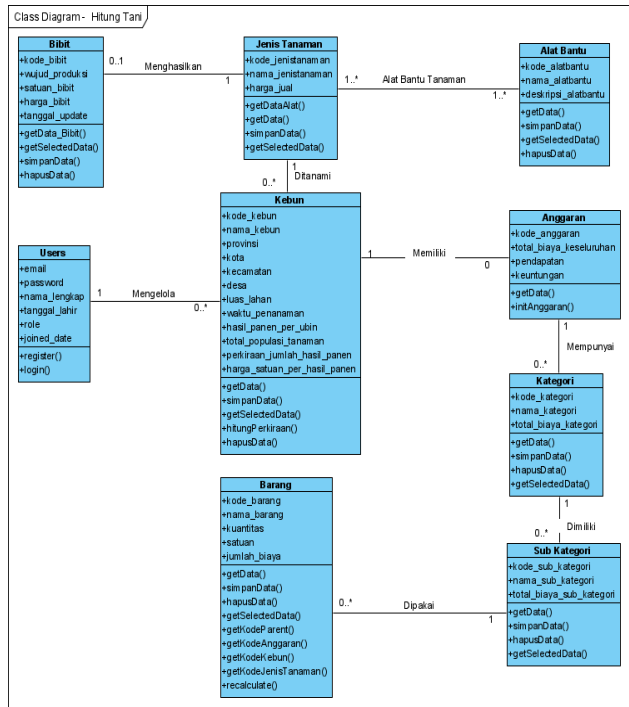 Class Diagram - Hitung Tani
Bibit
+kode_bibit
+wujud_produksi
+satuan_bibit
+harga_bibit
+tanggal_update
+getData_Bibit()
+getSelectedData()
+simpanData()
+hapusData()
0..1
Menghasilkan
1
Jenis Tanaman
+kode_jenistanaman
+nama_jenistanaman
+harga_jual
+getDataAlat()
+getData()
+simpanData()
+getSelectedData()
1..*
Alat Bantu Tanaman
1..*
Alat Bantu
+kode_alatbantu
+nama_alatbantu
+deskripsi_alatbantu
+getData()
+simpanData()
+getSelectedData()
+hapusData()
1
Ditanami
0..*
Kebun
+kode_kebun
+nama_kebun
+provinsi
+kota
+kecamatan
+desa
+luas_lahan
+waktu_penanaman
+hasil_panen_per_ubin
+total_populasi_tanaman
+perkiraan_jumlah_hasil_panen
+harga_satuan_per_hasil_panen
+getData()
+simpanData()
+getSelectedData()
+hitungPerkiraan()
+hapusData()
Users
+email
+password
+nama_lengkap
+tanggal_lahir
+role
+joined_date
+register()
+login()
1
Mengelola
0..*
1
Memiliki
0
Anggaran
+kode_anggaran
+total_biaya_keseluruhan
+pendapatan
+keuntungan
+getData()
+initAnggaran()
1
Mempunyai
0..*
Kategori
+kode_kategori
+nama_kategori
+total_biaya_kategori
+getData()
+simpanData()
+hapusData()
+getSelectedData()
1
Dimiliki
0..*
Sub Kategori
+kode_sub_kategori
+nama_sub_kategori
+total_biaya_sub_kategori
+getData()
+simpanData()
+hapusData()
+getSelectedData()
0..*
Dipakai
1
Barang
+kode_barang
+nama_barang
+kuantitas
+satuan
+jumlah_biaya
+getData()
+simpanData()
+hapusData()
+getSelectedData()
+getKodeParent()
+getKodeAnggaran()
+getKodeKebun()
+getKodeJenisTanaman()
+recalculate()